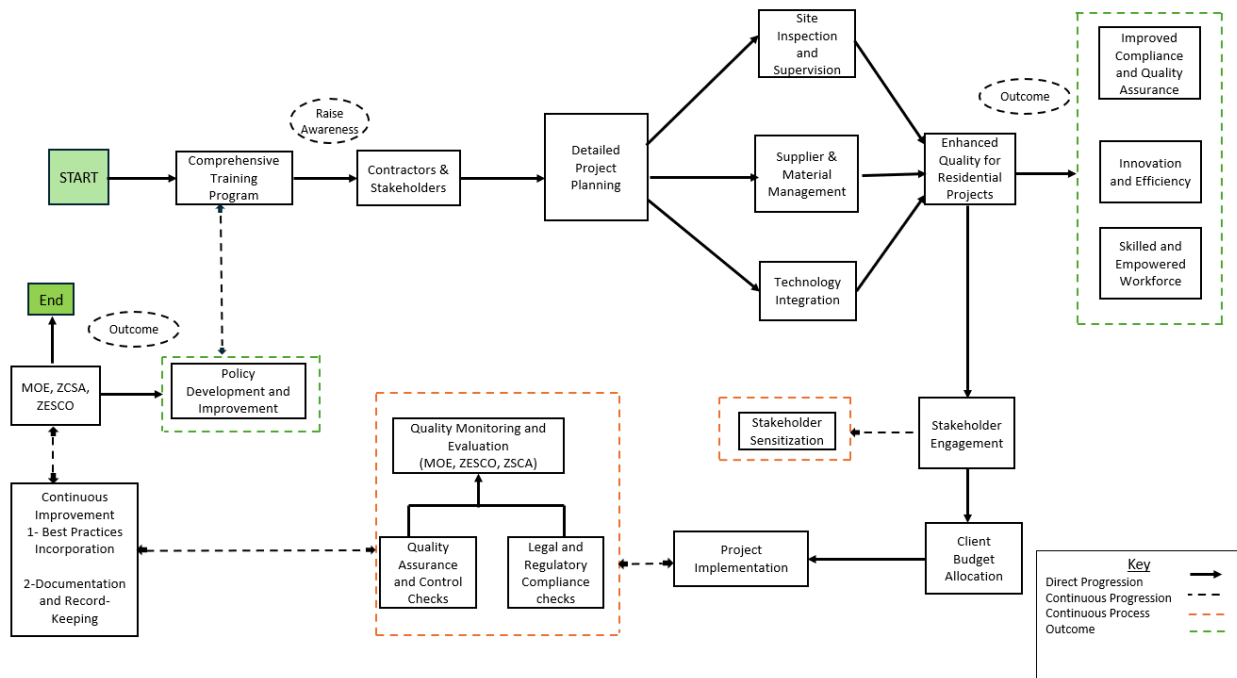 START
Comprehensive
Training
Program
Raise
Awareness
Contractors &
Stakeholders
Detailed
Project
Planning
Site
Inspection
and
Supervision
Supplier &
Material
Management
Technology
Integration
Enhanced
Quality for
Residential
Projects
Outcome
Improved
Compliance
and Quality
Assurance
Innovation
and Efficiency
Skilled and
Empowered
Workforce
End
Outcome
MOE, ZCSA,
ZESCO
Policy
Development and
Improvement
Continuous
Improvement
1- Best Practices
Incorporation
2-Documentation
and Record-
Keeping
Quality Monitoring and
Evaluation
(MOE, ZESCO, ZSCA)
Quality
Assurance
and Control
Checks
Legal and
Regulatory
Compliance
checks
Project
Implementation
Stakeholder
Sensitization
Stakeholder
Engagement
Client
Budget
Allocation
Key
Direct Progression
Continuous Progression
Continuous Process
Outcome